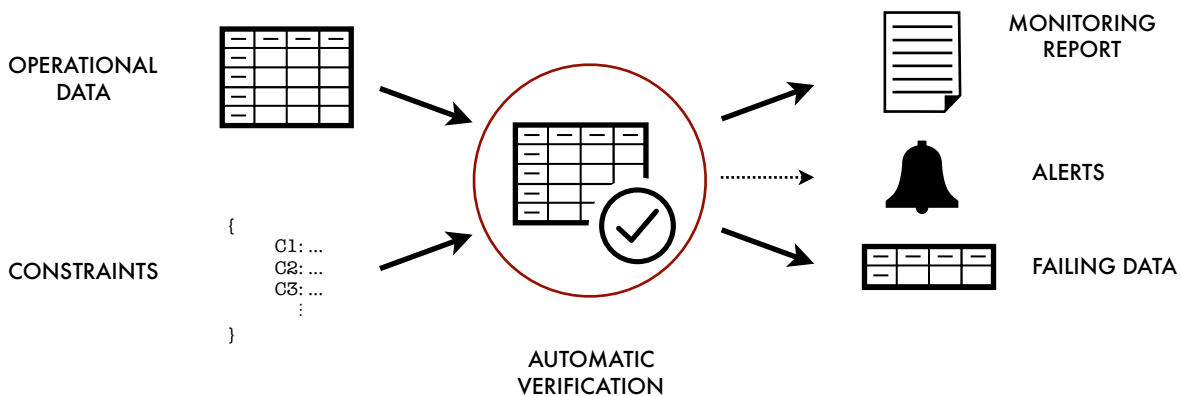 OPERATIONAL
DATA
CONSTRAINTS
{
C1: ...
C2: ...
C3: ...
⋮
}
AUTOMATIC
VERIFICATION
MONITORING
REPORT
ALERTS
FAILING DATA